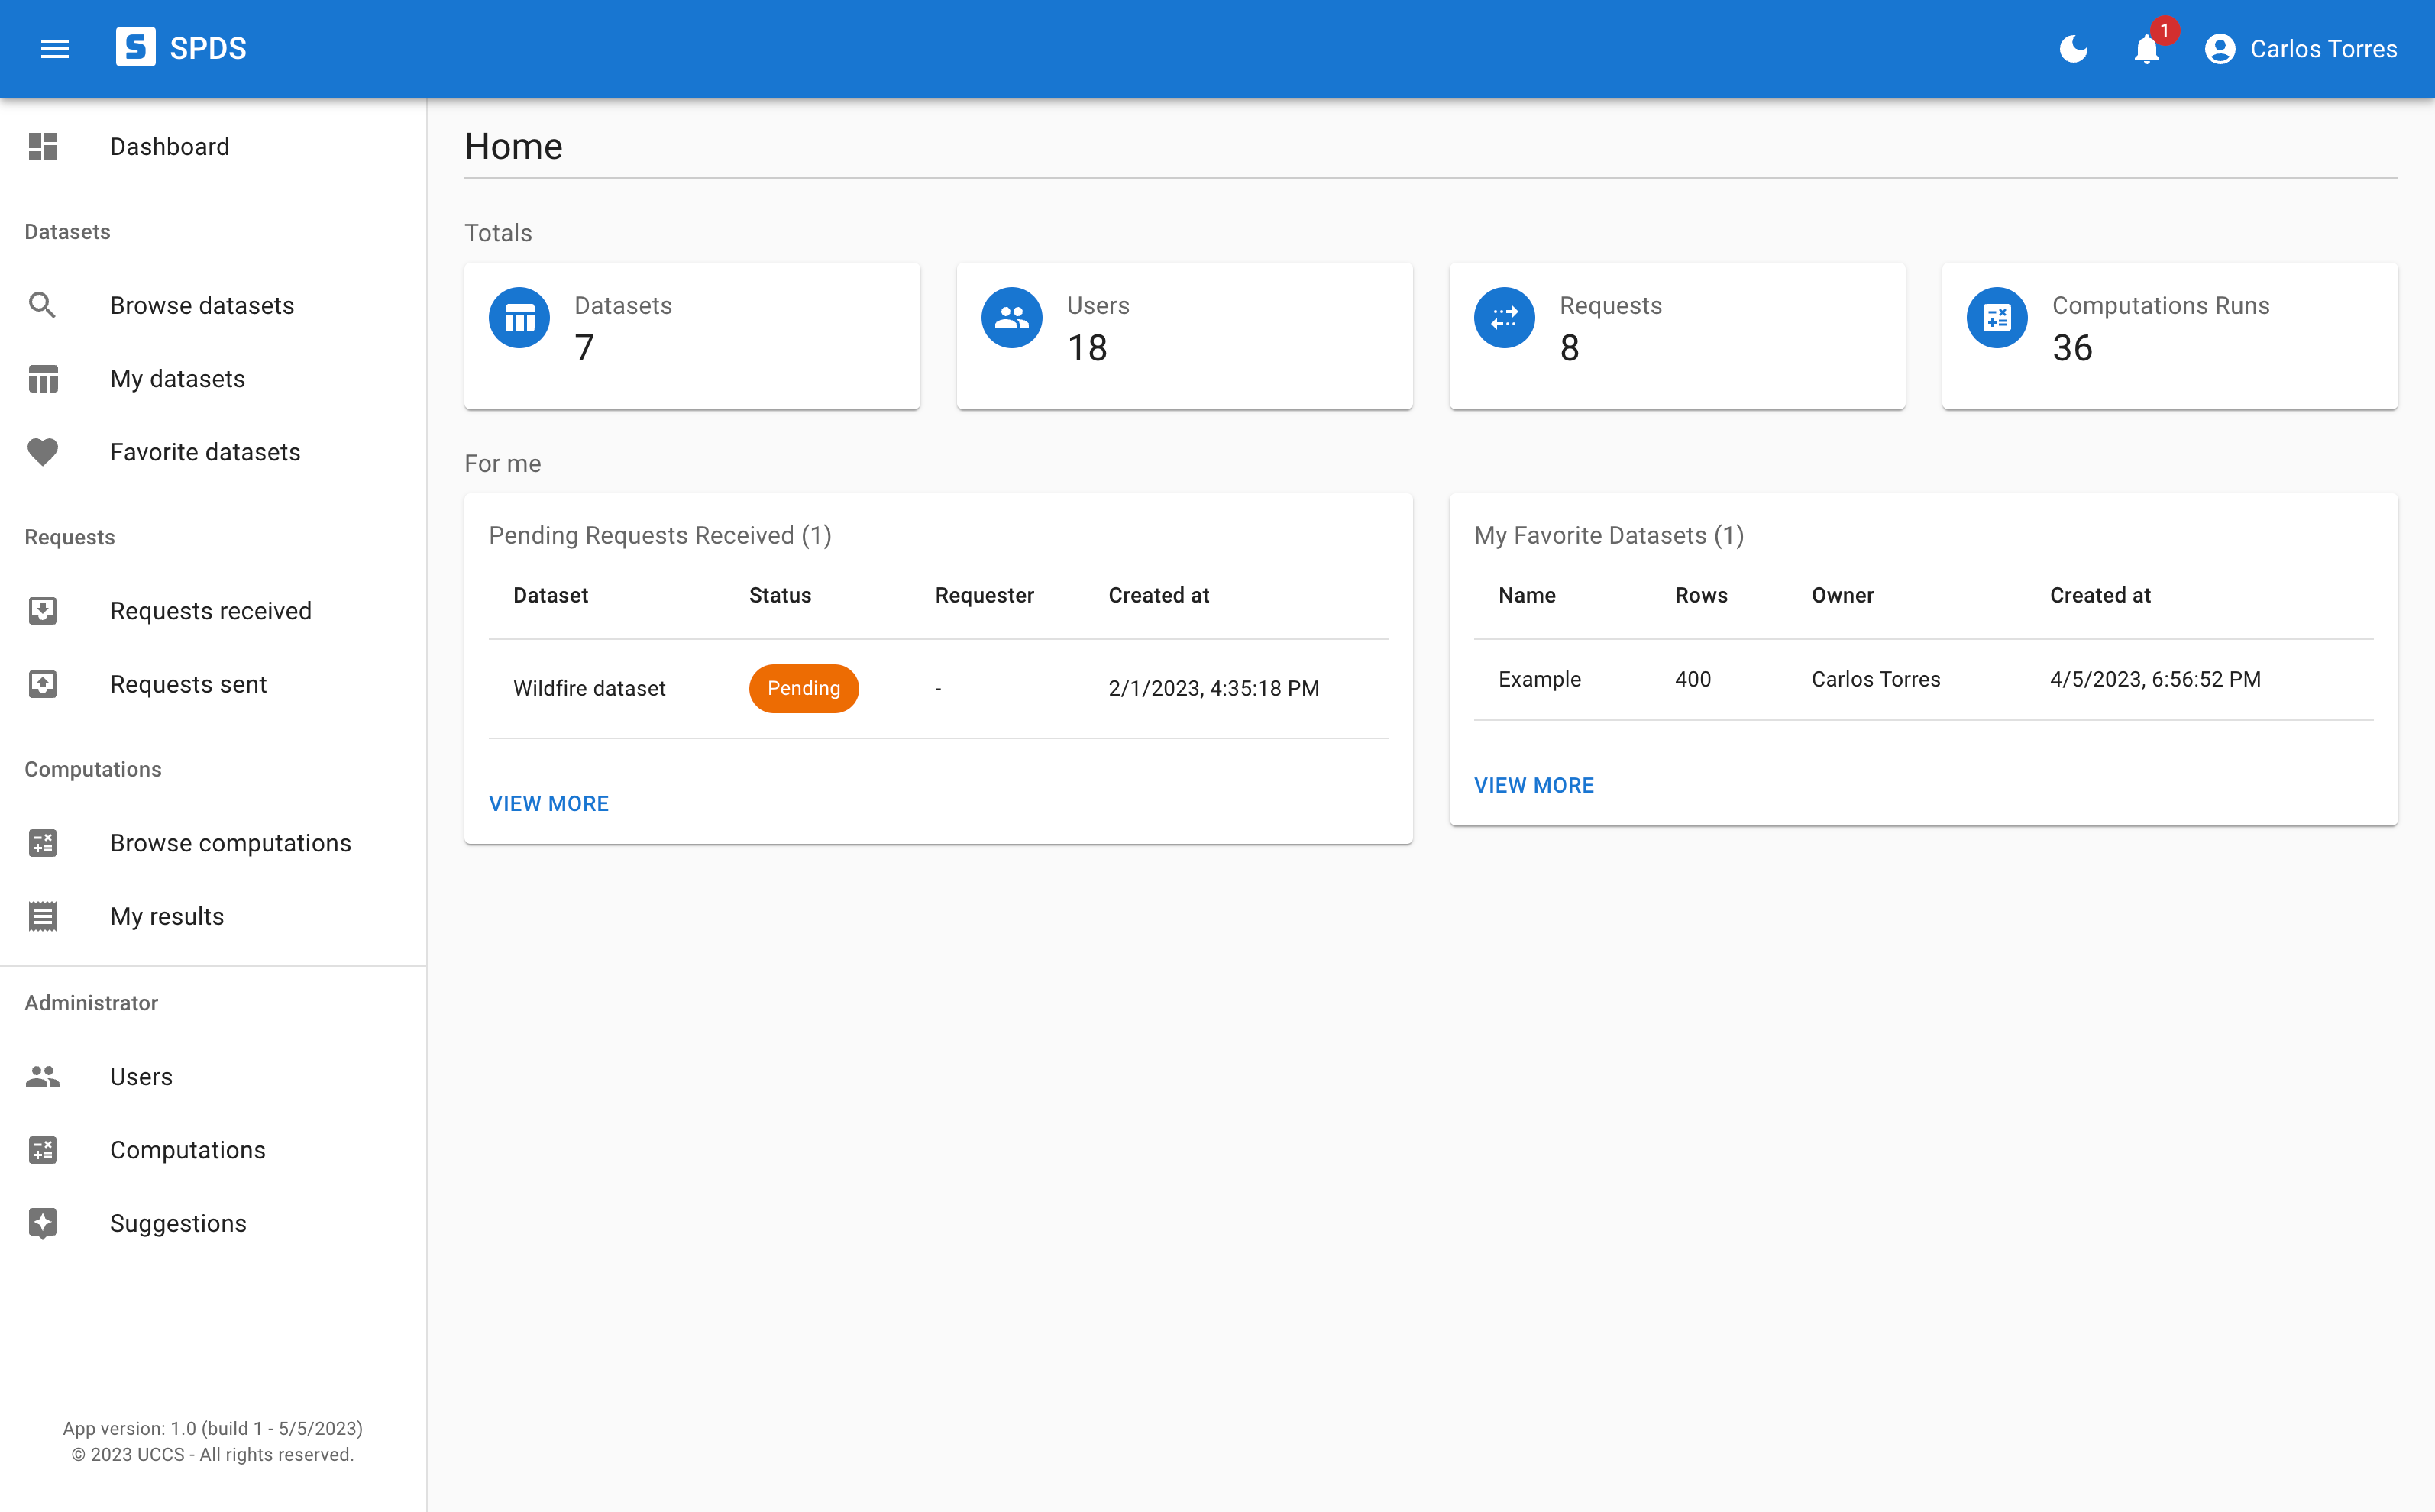 S SPDS
1
Carlos Torres
Dashboard
Datasets
Browse datasets
My datasets
Favorite datasets
Requests
Requests received
Requests sent
Computations
Browse computations
My results
Administrator
Users
Computations
Suggestions
App version: 1.0 (build 1 - 5/5/2023)
© 2023 UCCS - All rights reserved.
Home
Totals
Datasets
7
Users
18
Requests
8
Computations Runs
36
For me
Pending Requests Received (1)
Dataset Status Requester Created at
Wildfire dataset Pending - 2/1/2023, 4:35:18 PM
VIEW MORE
My Favorite Datasets (1)
Name Rows Owner Created at
Example 400 Carlos Torres 4/5/2023, 6:56:52 PM
VIEW MORE